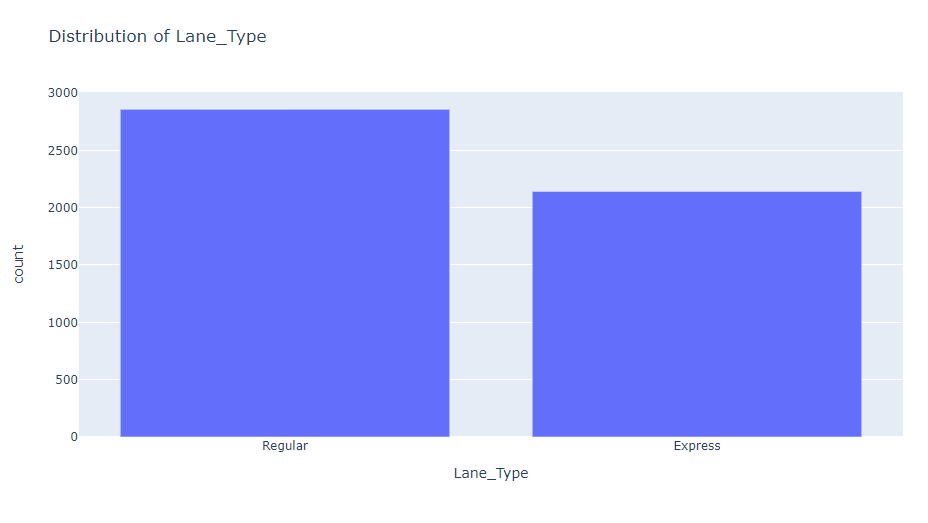 Distribution of Lane_Type
3000
2500
2000
1500
1000
500
0
count
Regular
Express
Lane_Type